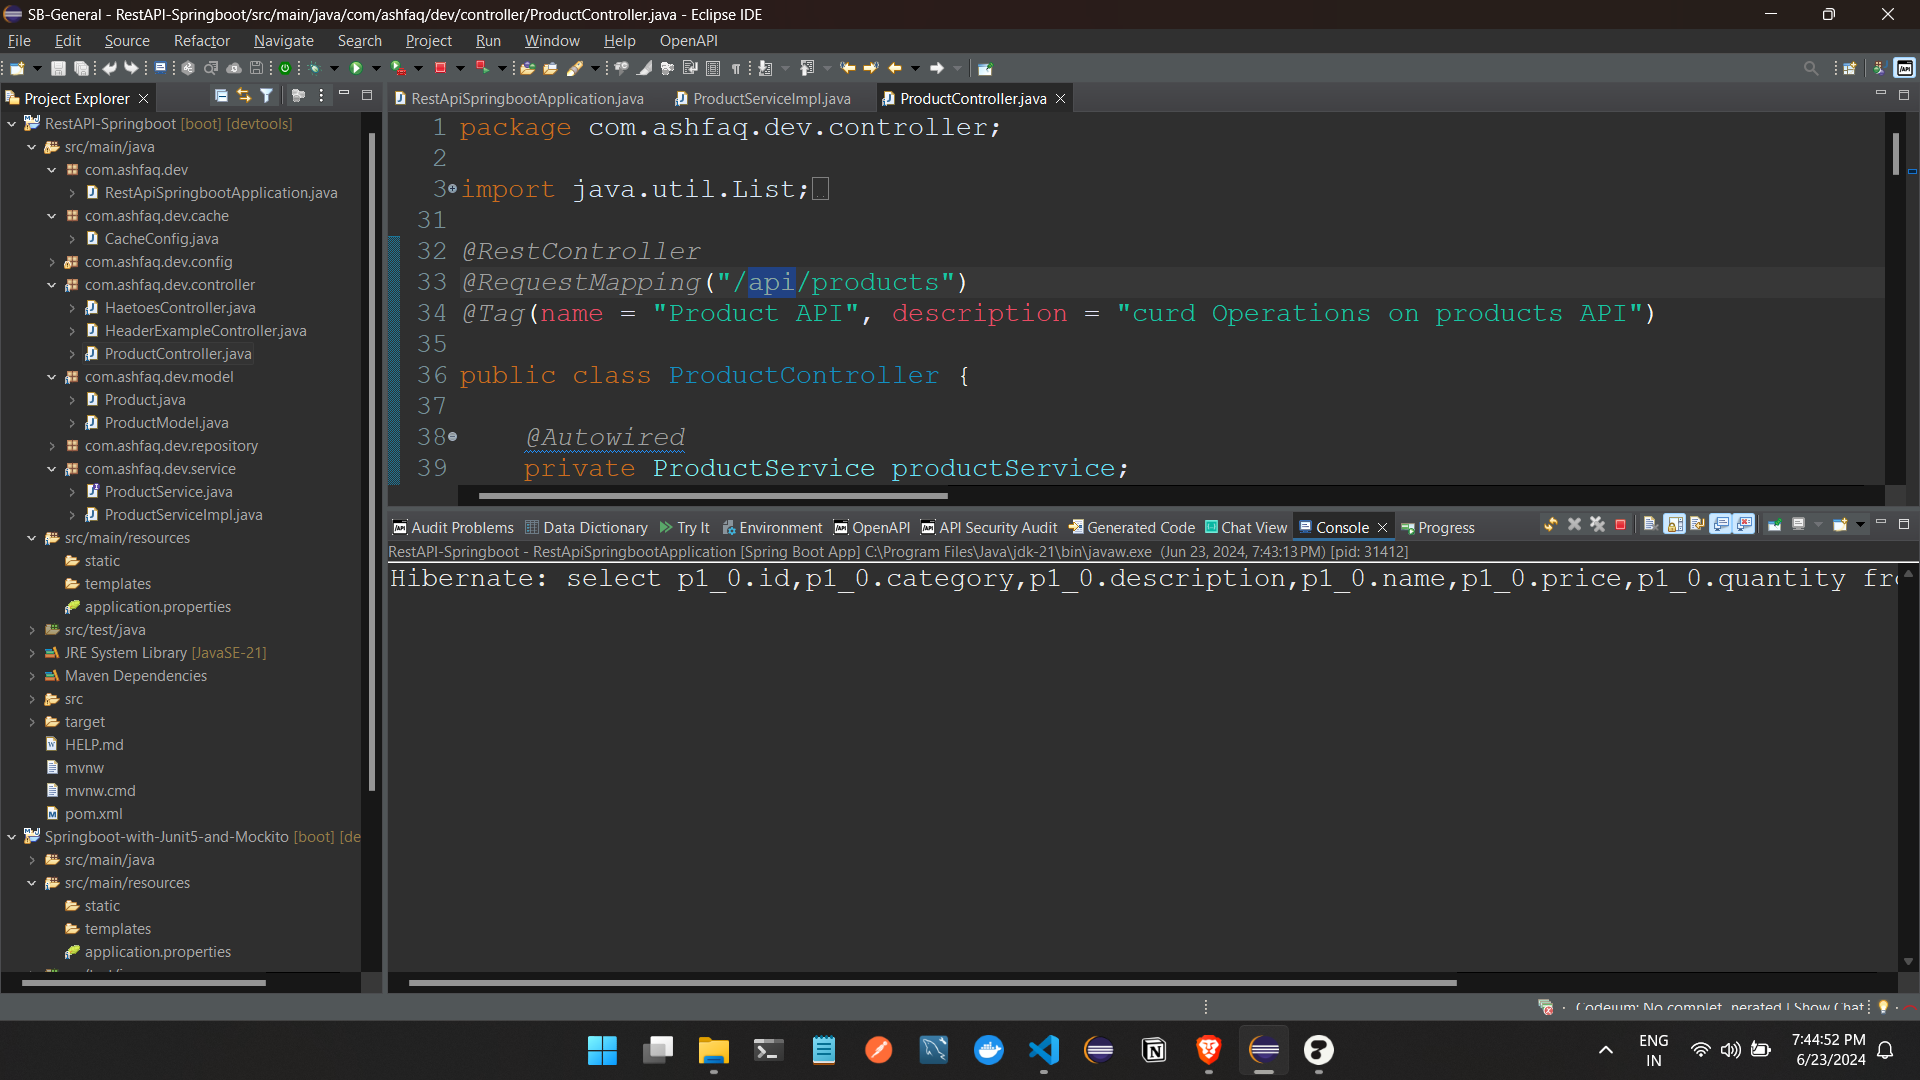 SB-General - RestAPI-Springboot/src/main/java/com/ashfaq/dev/controller/ProductController.java - Eclipse IDE
File Edit Source Refactor Navigate Search Project Run Window Help OpenAPI
Project Explorer
RestAPI-Springboot [boot] [devtools]
src/main/java
com.ashfaq.dev
RestApiSpringbootApplication.java
com.ashfaq.dev.cache
CacheConfig.java
com.ashfaq.dev.config
com.ashfaq.dev.controller
HaetoesController.java
HeaderExampleController.java
ProductController.java
com.ashfaq.dev.model
Product.java
ProductModel.java
com.ashfaq.dev.repository
com.ashfaq.dev.service
ProductService.java
ProductServiceImpl.java
src/main/resources
static
templates
application.properties
src/test/java
JRE System Library [JavaSE-21]
Maven Dependencies
src
target
HELP.md
mvnw
mvnw.cmd
pom.xml
Springboot-with-Junit5-and-Mockito [boot] [de
src/main/java
src/main/resources
static
templates
application.properties
RestApiSpringbootApplication.java ProductServiceImpl.java ProductController.java
1 package com.ashfaq.dev.controller;
2
3 import java.util.List;
31
32 @RestController
33 @RequestMapping("/api/products")
34 @Tag(name = "Product API", description = "curd Operations on products API")
35
36 public class ProductController {
37
38 @Autowired
39 private ProductService productService;
Audit Problems Data Dictionary Try It Environment OpenAPI API Security Audit Generated Code Chat View Console Progress
RestAPI-Springboot - RestApiSpringbootApplication [Spring Boot App] C:\Program Files\Java\jdk-21\bin\javaw.exe (Jun 23, 2024, 7:43:13 PM) [pid: 31412]
Hibernate: select p1_0.id,p1_0.category,p1_0.description,p1_0.name,p1_0.price,p1_0.quantity fro
Codeium: No complet nerated | Show Chat
ENG
IN
7:44:52 PM
6/23/2024